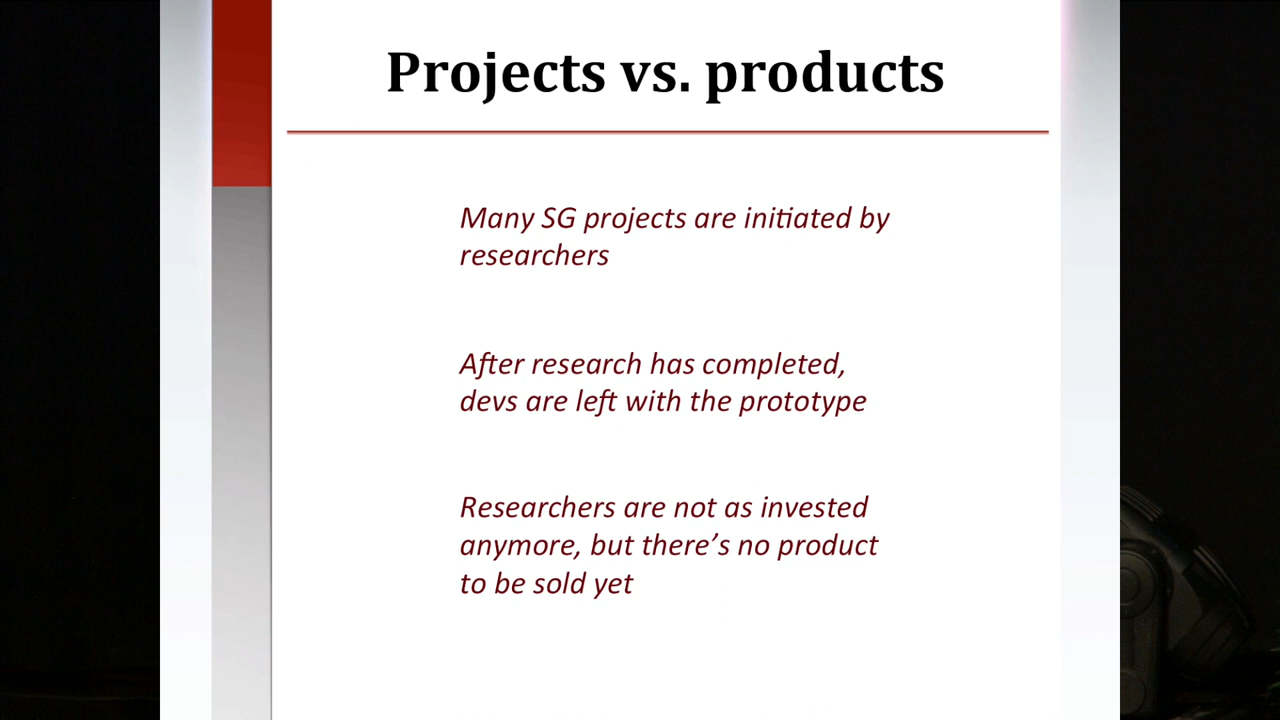 Projects vs. products
Many SG projects are initiated by
researchers
After research has completed,
devs are left with the prototype
Researchers are not as invested
anymore, but there’s no product
to be sold yet